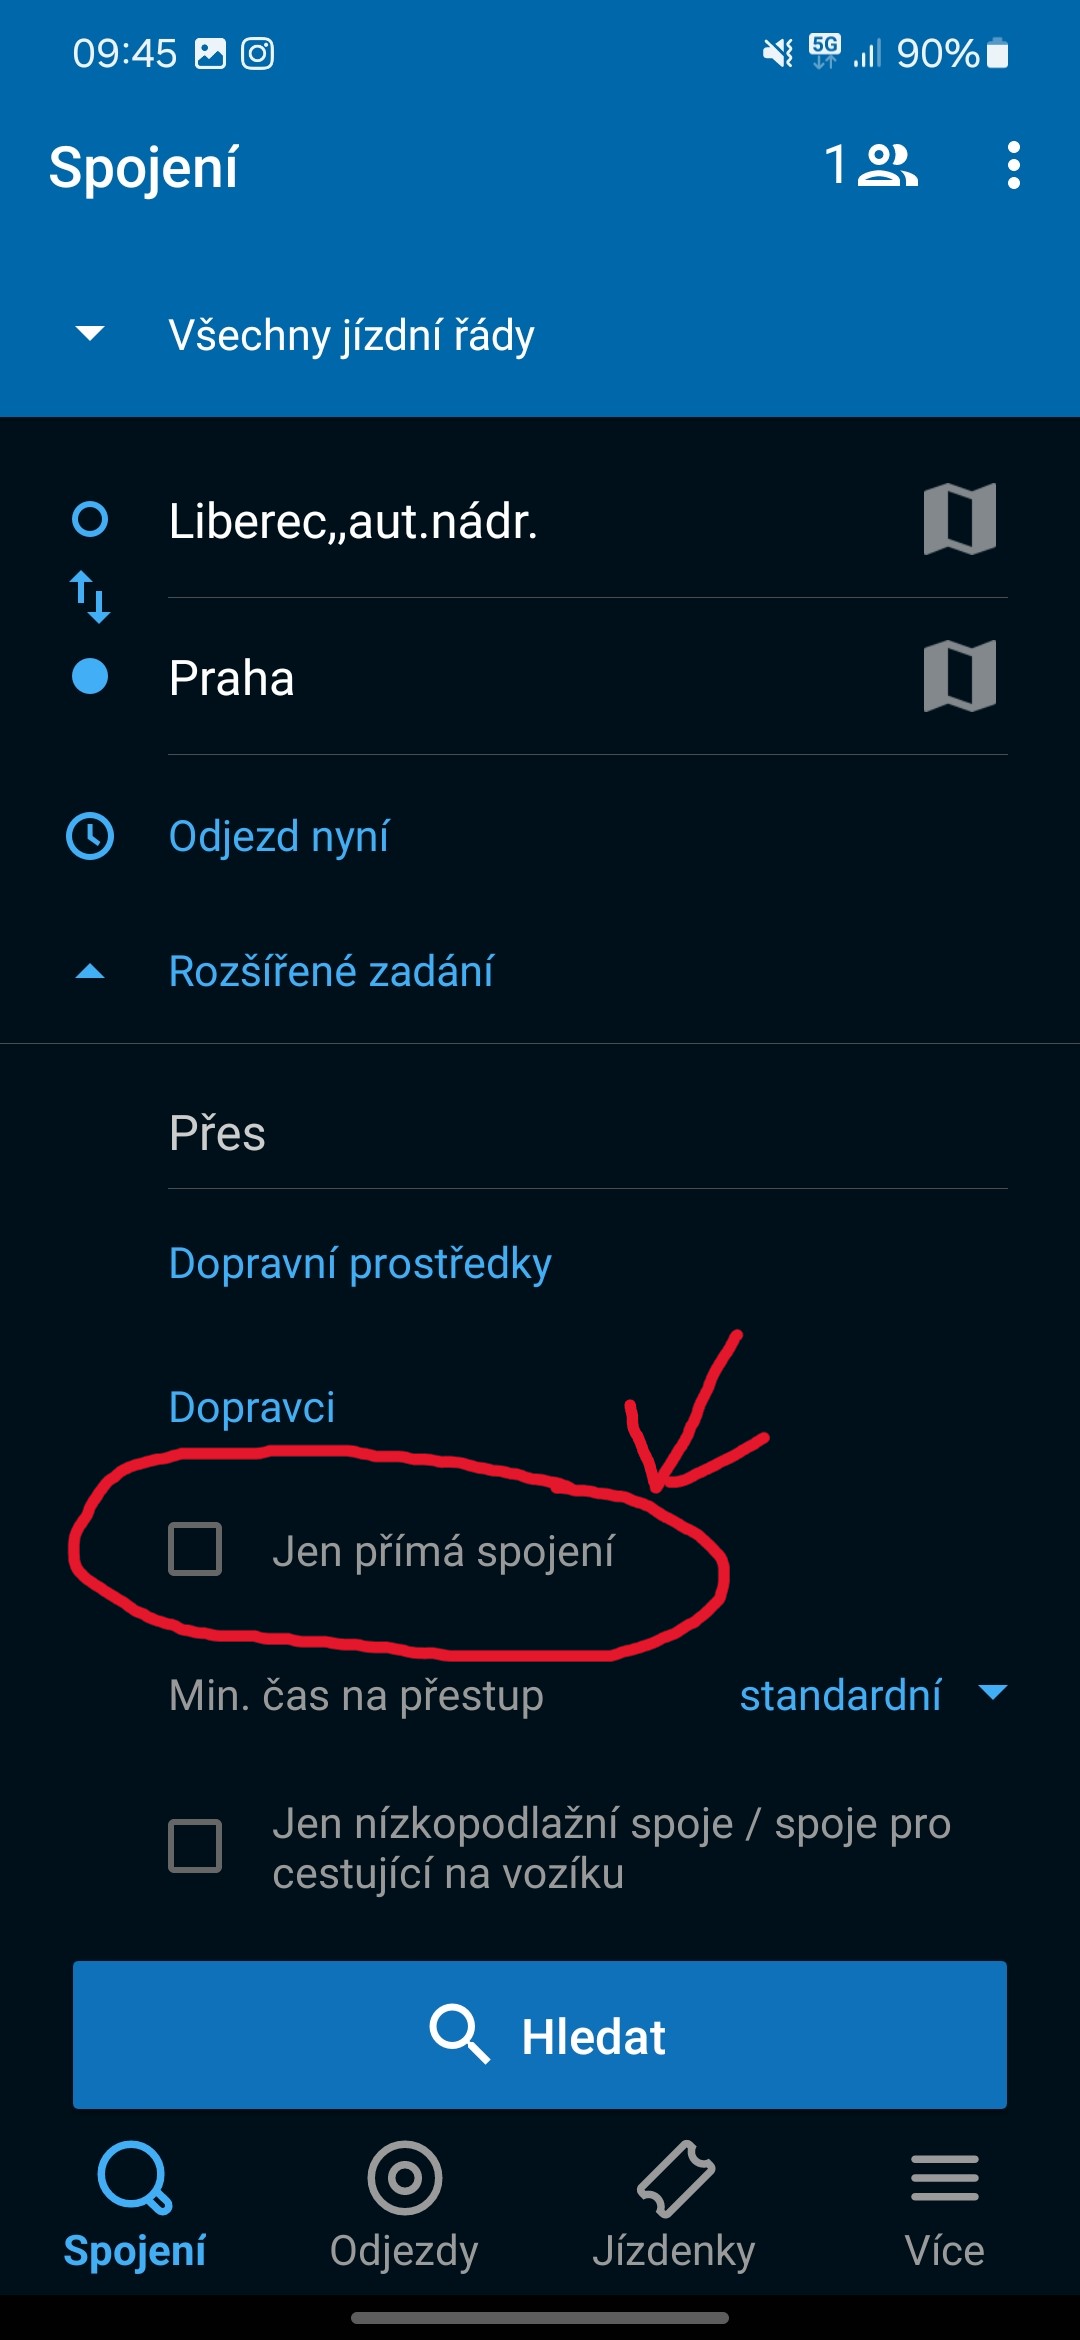 09:45 5G 90%
Spojení 1
Všechny jízdní řády
Liberec,,aut.nádr.
Praha
Odjezd nyní
Rozšířené zadání
Přes
Dopravní prostředky
Dopravci
Jen přímá spojení
Min. čas na přestup standardní
Jen nízkopodlažní spoje / spoje pro
cestující na vozíku
Hledat
Spojení Odjezdy Jízdenky Více